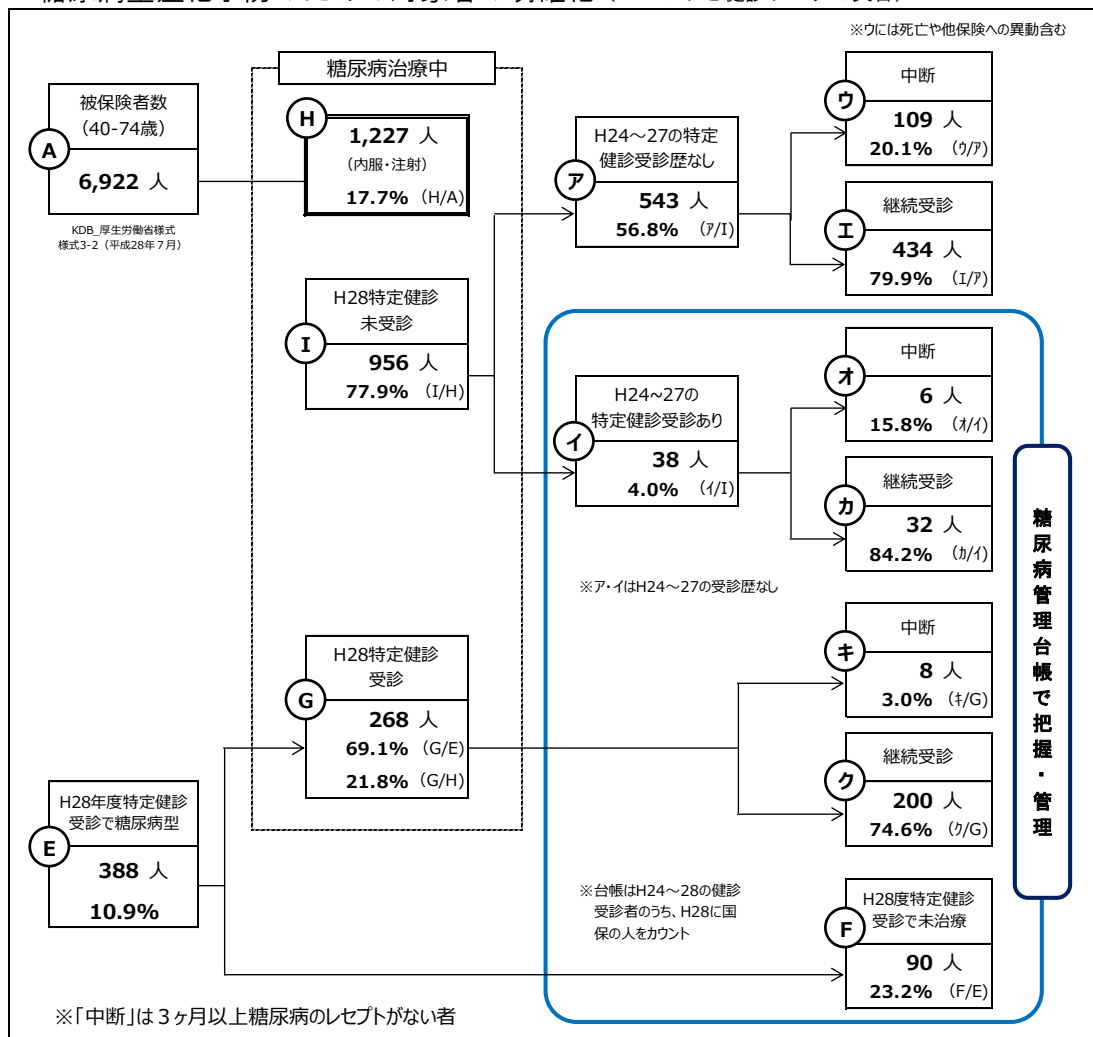 ※ウには死亡や他保険への異動含む
糖尿病治療中
A
被保険者数
(40-74歳)
6,922 人
KDB_厚生労働省様式
様式3-2（平成28年７月）
H
1,227 人
(内服・注射)
17.7% (H/A)
I
H28特定健診
未受診
956 人
77.9% (I/H)
G
H28特定健診
受診
268 人
69.1% (G/E)
21.8% (G/H)
E
H28年度特定健診
受診で糖尿病型
388 人
10.9%
ア
H24～27の特定
健診受診歴なし
543 人
56.8% (ｱ/I)
イ
H24~27の
特定健診受診あり
38 人
4.0% (ｲ/I)
※ア・イはH24～27の受診歴なし
ウ
中断
109 人
20.1% (ｳ/ｱ)
エ
継続受診
434 人
79.9% (ｴ/ｱ)
オ
中断
6 人
15.8% (ｵ/ｲ)
カ
継続受診
32 人
84.2% (ｶ/ｲ)
キ
中断
8 人
3.0% (ｷ/G)
ク
継続受診
200 人
74.6% (ｸ/G)
※台帳はH24～28の健診
受診者のうち、H28に国
保の人をカウント
F
H28度特定健診
受診で未治療
90 人
23.2% (F/E)
糖尿病管理台帳で把握・管理
※「中断」は３ヶ月以上糖尿病のレセプトがない者